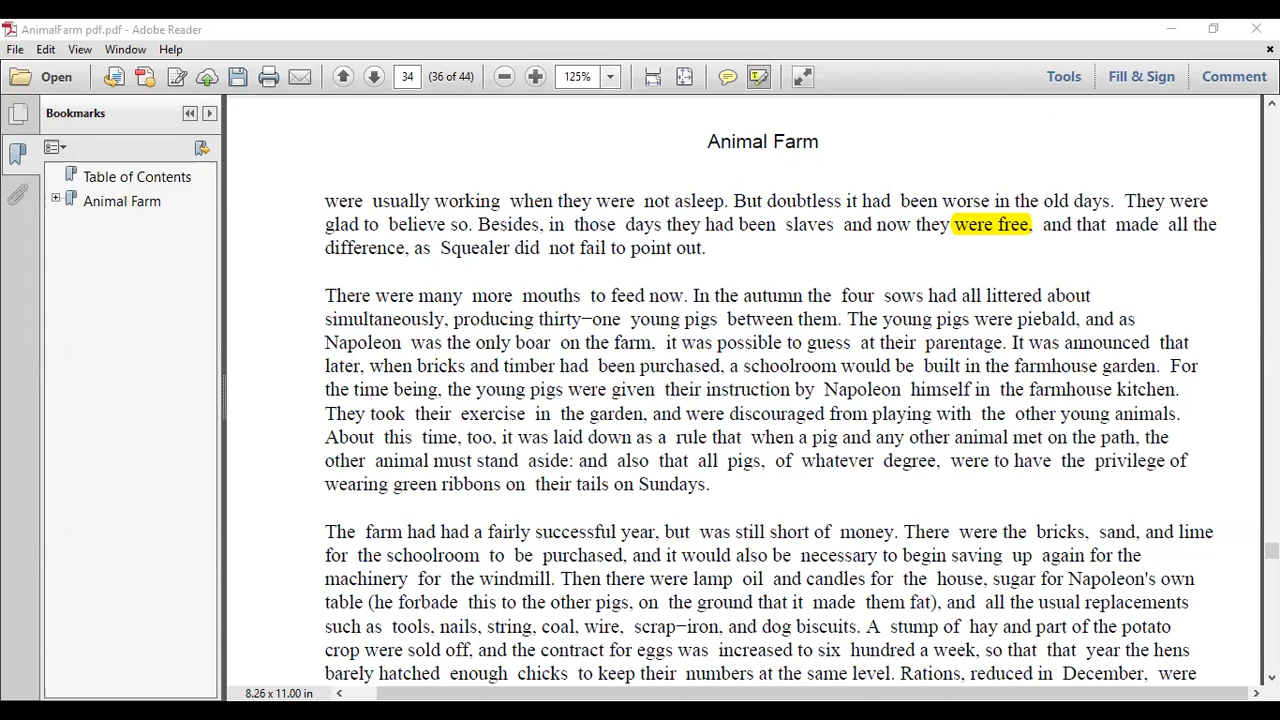 AnimalFarm pdf.pdf - Adobe Reader
File Edit View Window Help
Open 34 (36 of 44) 125% Tools Fill & Sign Comment
Bookmarks
Table of Contents
Animal Farm
Animal Farm
were usually working when they were not asleep. But doubtless it had been worse in the old days. They were
glad to believe so. Besides, in those days they had been slaves and now they were free, and that made all the
difference, as Squealer did not fail to point out.
There were many more mouths to feed now. In the autumn the four sows had all littered about
simultaneously, producing thirty−one young pigs between them. The young pigs were piebald, and as
Napoleon was the only boar on the farm, it was possible to guess at their parentage. It was announced that
later, when bricks and timber had been purchased, a schoolroom would be built in the farmhouse garden. For
the time being, the young pigs were given their instruction by Napoleon himself in the farmhouse kitchen.
They took their exercise in the garden, and were discouraged from playing with the other young animals.
About this time, too, it was laid down as a rule that when a pig and any other animal met on the path, the
other animal must stand aside: and also that all pigs, of whatever degree, were to have the privilege of
wearing green ribbons on their tails on Sundays.
The farm had had a fairly successful year, but was still short of money. There were the bricks, sand, and lime
for the schoolroom to be purchased, and it would also be necessary to begin saving up again for the
machinery for the windmill. Then there were lamp oil and candles for the house, sugar for Napoleon's own
table (he forbade this to the other pigs, on the ground that it made them fat), and all the usual replacements
such as tools, nails, string, coal, wire, scrap−iron, and dog biscuits. A stump of hay and part of the potato
crop were sold off, and the contract for eggs was increased to six hundred a week, so that that year the hens
barely hatched enough chicks to keep their numbers at the same level. Rations, reduced in December, were
8.26 x 11.00 in